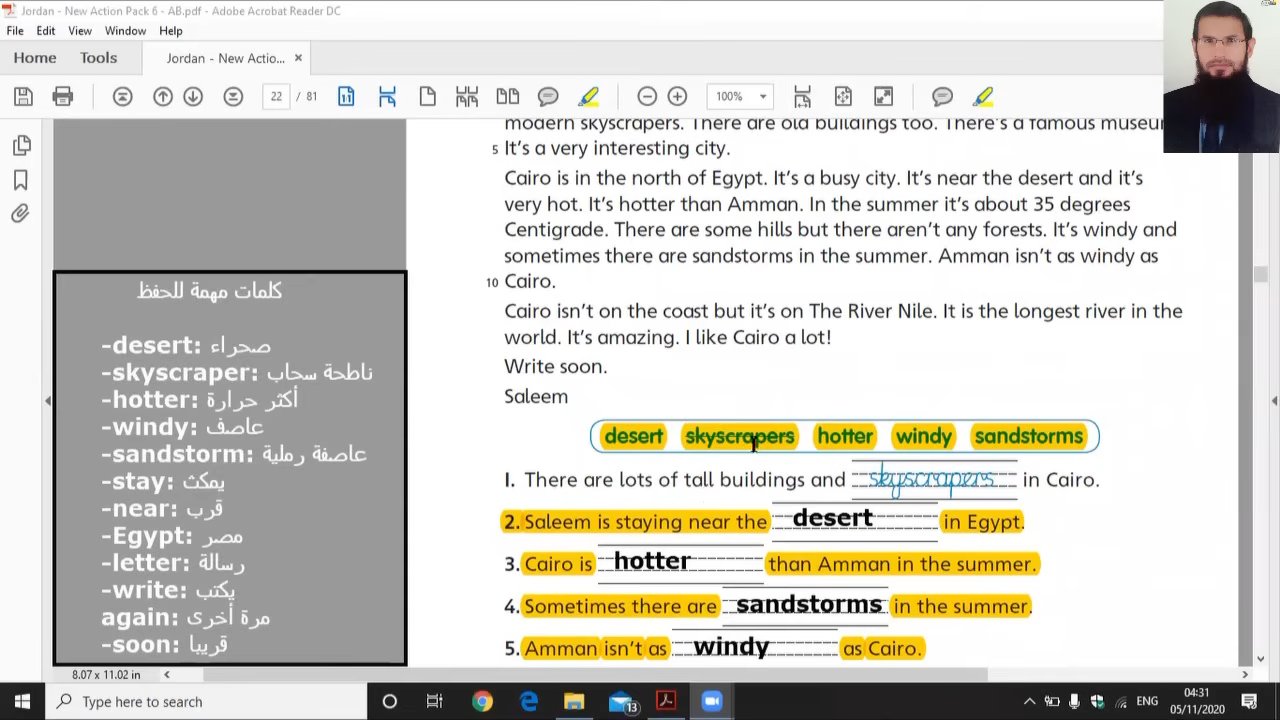 Jordan - New Action Pack 6 - AB.pdf - Adobe Acrobat Reader DC
File Edit View Window Help
Home Tools Jordan - New Actio... ×
22 / 81 100%
modern skyscrapers. There are old buildings too. There's a famous museum
5 It's a very interesting city.
Cairo is in the north of Egypt. It's a busy city. It's near the desert and it's
very hot. It's hotter than Amman. In the summer it's about 35 degrees
Centigrade. There are some hills but there aren't any forests. It's windy and
sometimes there are sandstorms in the summer. Amman isn't as windy as
10 Cairo.
Cairo isn't on the coast but it's on The River Nile. It is the longest river in the
world. It's amazing. I like Cairo a lot!
Write soon.
Saleem
desert skyscrapers hotter windy sandstorms
1. There are lots of tall buildings and skyscrapers in Cairo.
2. Saleem is staying near the desert in Egypt.
3. Cairo is hotter than Amman in the summer.
4. Sometimes there are sandstorms in the summer.
5. Amman isn't as windy as Cairo.
كلمات مهمة للحفظ
-desert: صحراء
-skyscraper: ناطحة سحاب
-hotter: أكثر حرارة
-windy: عاصف
-sandstorm: عاصفة رملية
-stay: يمكث
-near: قرب
-Egypt: مصر
-letter: رسالة
-write: يكتب
again: مرة أخرى
-soon: قريبا
8.07 x 11.02 in
Type here to search
13
ENG
04:31
05/11/2020